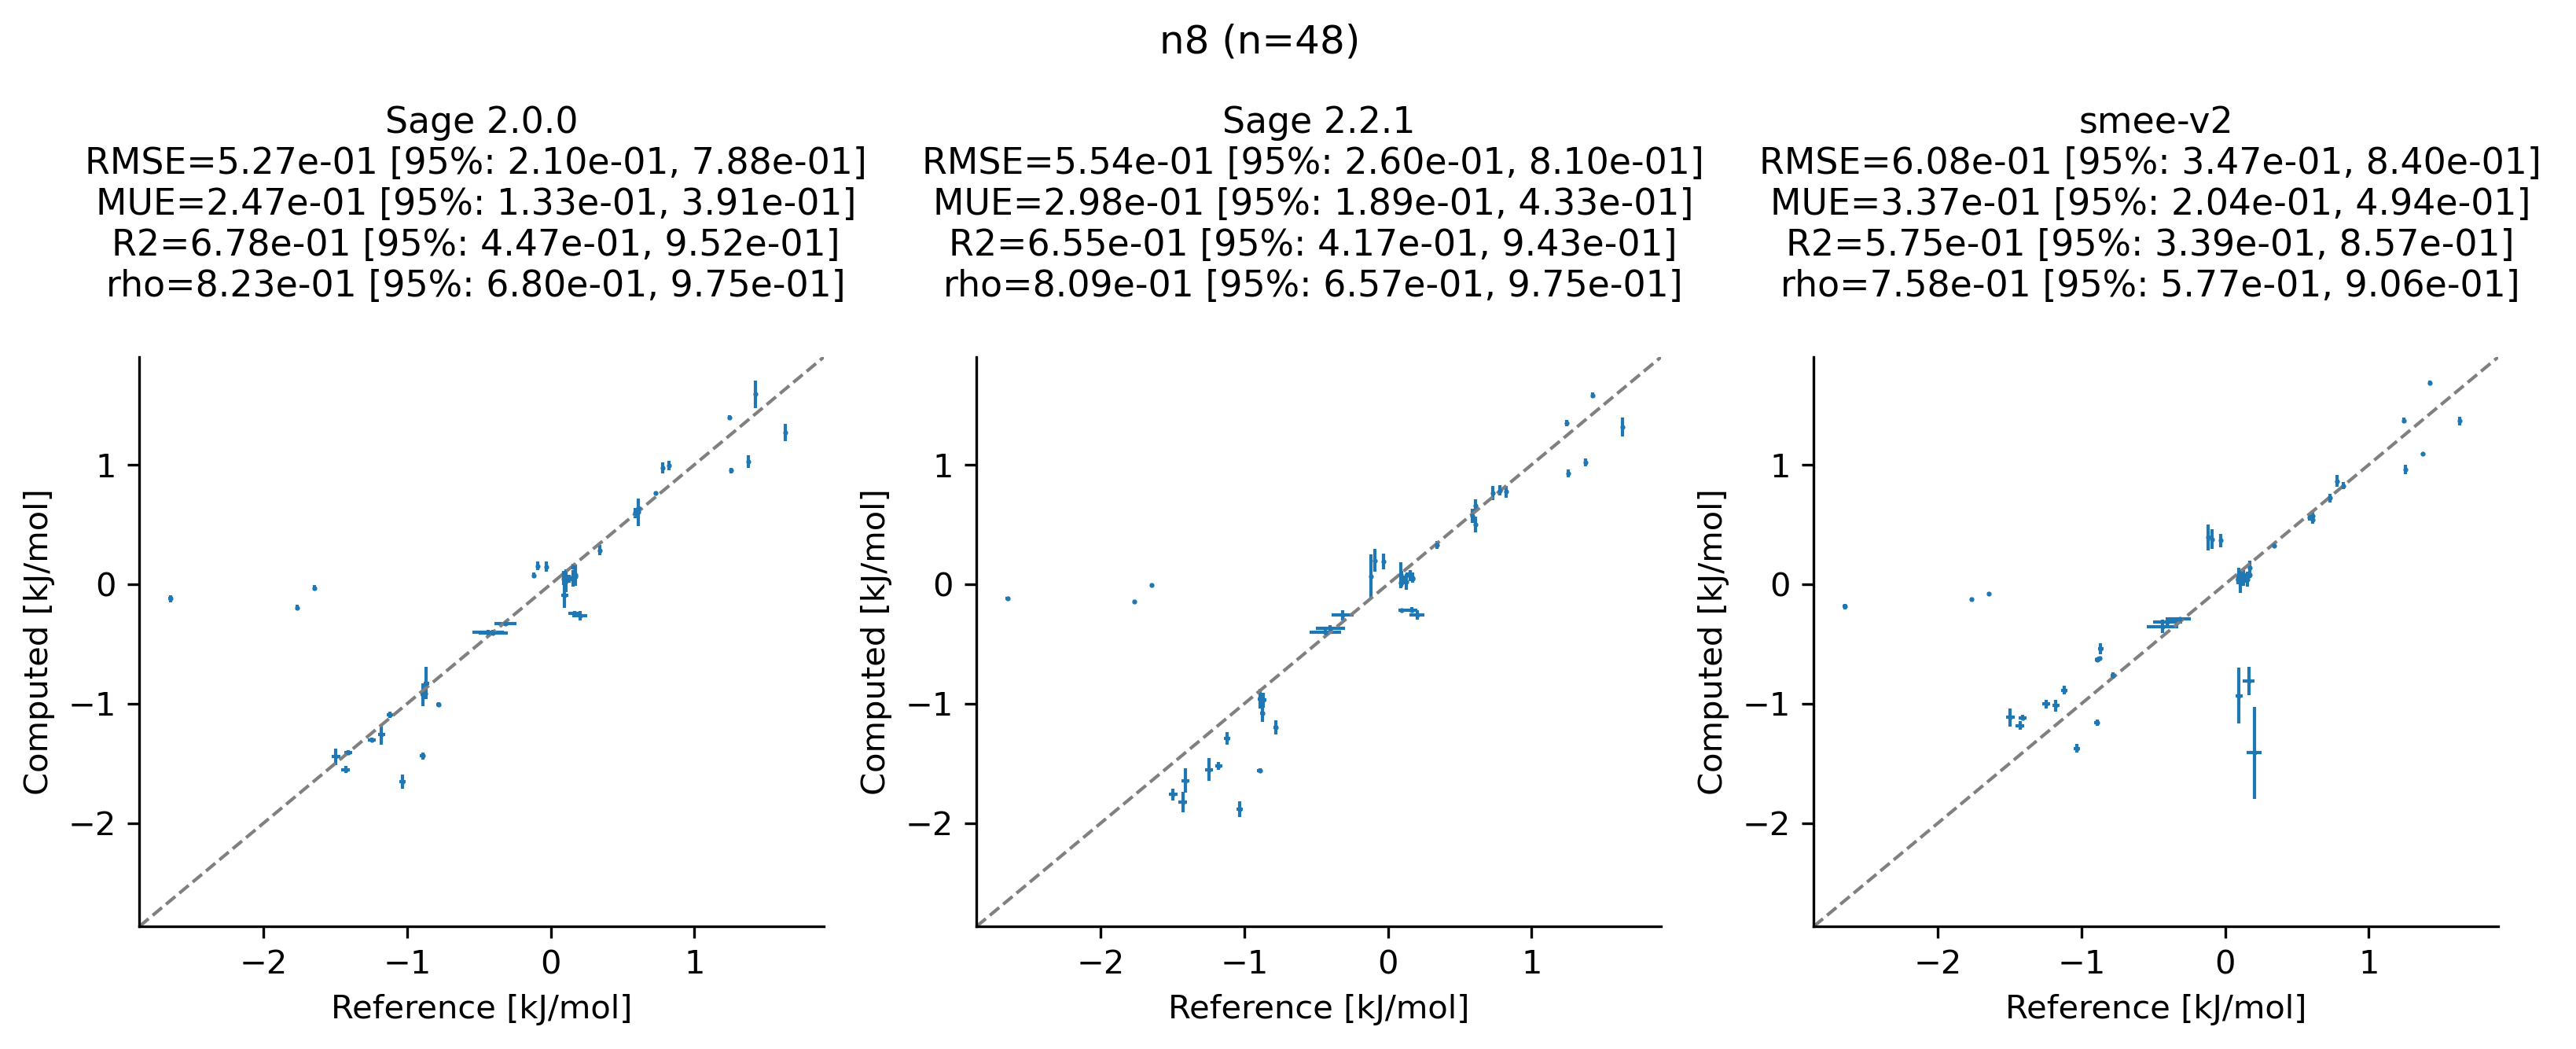 n8 (n=48)
Sage 2.0.0
RMSE=5.27e-01 [95%: 2.10e-01, 7.88e-01]
MUE=2.47e-01 [95%: 1.33e-01, 3.91e-01]
R2=6.78e-01 [95%: 4.47e-01, 9.52e-01]
rho=8.23e-01 [95%: 6.80e-01, 9.75e-01]
Computed [kJ/mol]
1
0
−1
−2
−2
−1
0
1
Reference [kJ/mol]
Sage 2.2.1
RMSE=5.54e-01 [95%: 2.60e-01, 8.10e-01]
MUE=2.98e-01 [95%: 1.89e-01, 4.33e-01]
R2=6.55e-01 [95%: 4.17e-01, 9.43e-01]
rho=8.09e-01 [95%: 6.57e-01, 9.75e-01]
Computed [kJ/mol]
1
0
−1
−2
−2
−1
0
1
Reference [kJ/mol]
smee-v2
RMSE=6.08e-01 [95%: 3.47e-01, 8.40e-01]
MUE=3.37e-01 [95%: 2.04e-01, 4.94e-01]
R2=5.75e-01 [95%: 3.39e-01, 8.57e-01]
rho=7.58e-01 [95%: 5.77e-01, 9.06e-01]
Computed [kJ/mol]
1
0
−1
−2
−2
−1
0
1
Reference [kJ/mol]